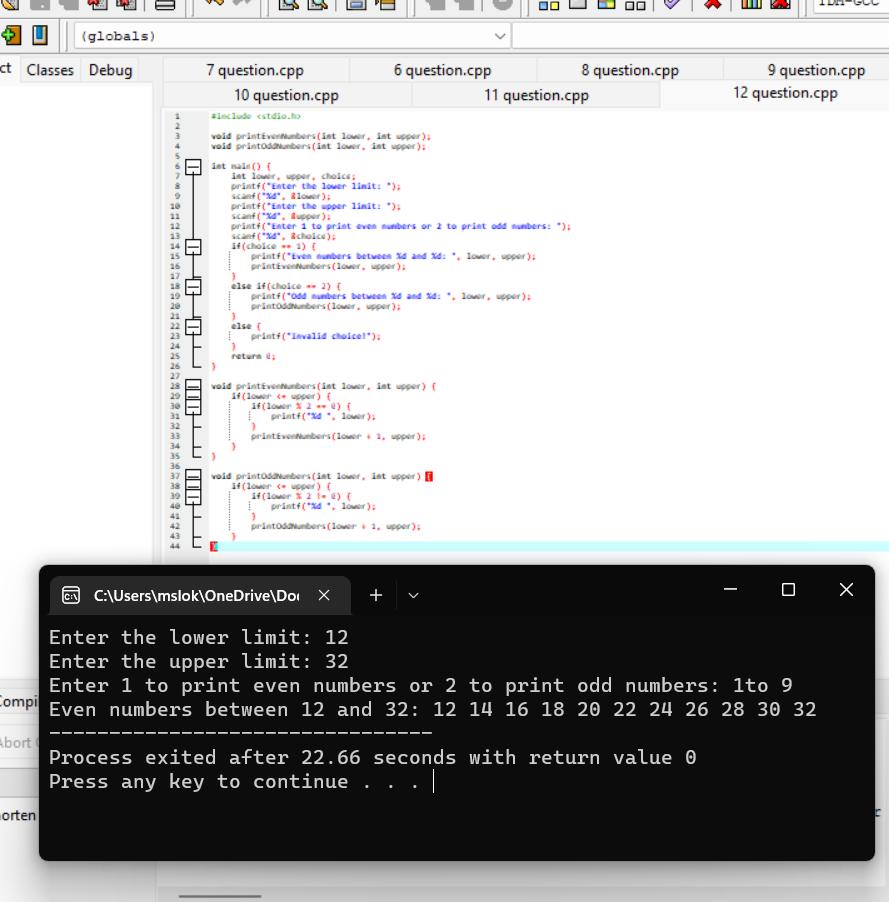 TDM-GCC
(globals)
ct Classes Debug
7 question.cpp 6 question.cpp 8 question.cpp 9 question.cpp
10 question.cpp 11 question.cpp 12 question.cpp
1 #include <stdio.h>
2
3 void printEvenNumbers(int lower, int upper);
4 void printOddNumbers(int lower, int upper);
5
6 int main() {
7 int lower, upper, choice;
8 printf("Enter the lower limit: ");
9 scanf("%d", &lower);
10 printf("Enter the upper limit: ");
11 scanf("%d", &upper);
12 printf("Enter 1 to print even numbers or 2 to print odd numbers: ");
13 scanf("%d", &choice);
14 if(choice == 1) {
15 printf("Even numbers between %d and %d: ", lower, upper);
16 printEvenNumbers(lower, upper);
17 }
18 else if(choice == 2) {
19 printf("Odd numbers between %d and %d: ", lower, upper);
20 printOddNumbers(lower, upper);
21 }
22 else {
23 printf("Invalid choice!");
24 }
25 return 0;
26 }
27
28 void printEvenNumbers(int lower, int upper) {
29 if(lower <= upper) {
30 if(lower % 2 == 0) {
31 printf("%d ", lower);
32 }
33 printEvenNumbers(lower + 1, upper);
34 }
35 }
36
37 void printOddNumbers(int lower, int upper) {
38 if(lower <= upper) {
39 if(lower % 2 != 0) {
40 printf("%d ", lower);
41 }
42 printOddNumbers(lower + 1, upper);
43 }
44 }
C:\Users\mslok\OneDrive\Doc
Enter the lower limit: 12
Enter the upper limit: 32
Enter 1 to print even numbers or 2 to print odd numbers: 1to 9
Even numbers between 12 and 32: 12 14 16 18 20 22 24 26 28 30 32
--------------------------------
Process exited after 22.66 seconds with return value 0
Press any key to continue . . .
Compi
Abort
horten